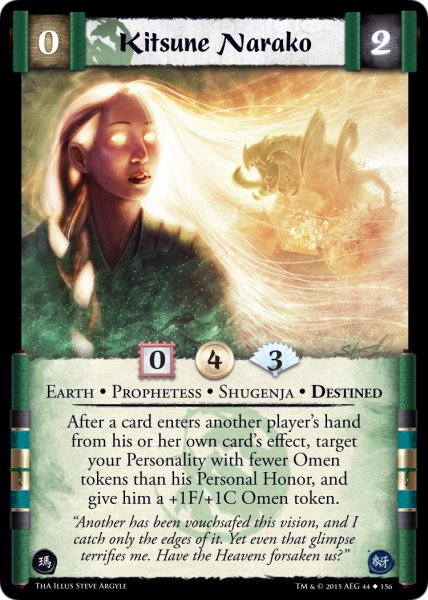 0 Kitsune Narako 2
0 4 3
Earth • Prophetess • Shugenja • Destined
After a card enters another player's hand
from his or her own card's effect, target
your Personality with fewer Omen
tokens than his Personal Honor, and
give him a +1F/+1C Omen token.
"Another has been vouchsafed this vision, and I
catch only the edges of it. Yet even that glimpse
terrifies me. Have the Heavens forsaken us?"
Tha Illus Steve Argyle TM & © 2015 AEG 44 ◆ 156